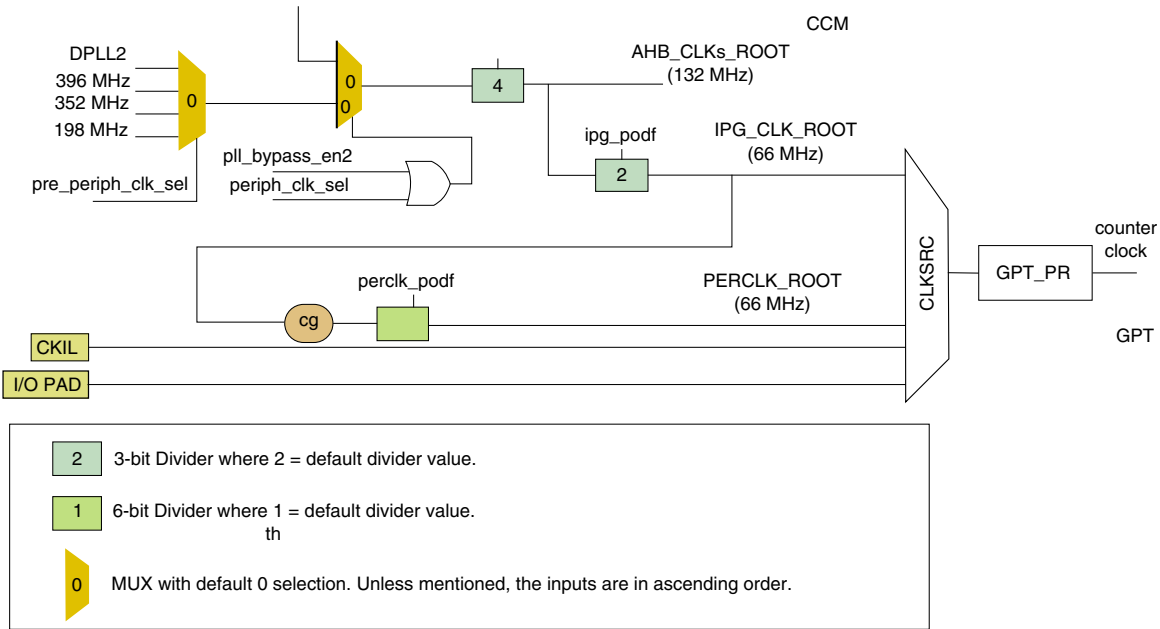 CCM
DPLL2
396 MHz
352 MHz
198 MHz
0
pre_periph_clk_sel
0
0
pll_bypass_en2
periph_clk_sel
4
AHB_CLKs_ROOT
(132 MHz)
ipg_podf
2
IPG_CLK_ROOT
(66 MHz)
cg
perclk_podf
PERCLK_ROOT
(66 MHz)
CKIL
I/O PAD
CLKSRC
GPT_PR
counter
clock
GPT
2 3-bit Divider where 2 = default divider value.
1 6-bit Divider where 1 = default divider value.
th
0 MUX with default 0 selection. Unless mentioned, the inputs are in ascending order.